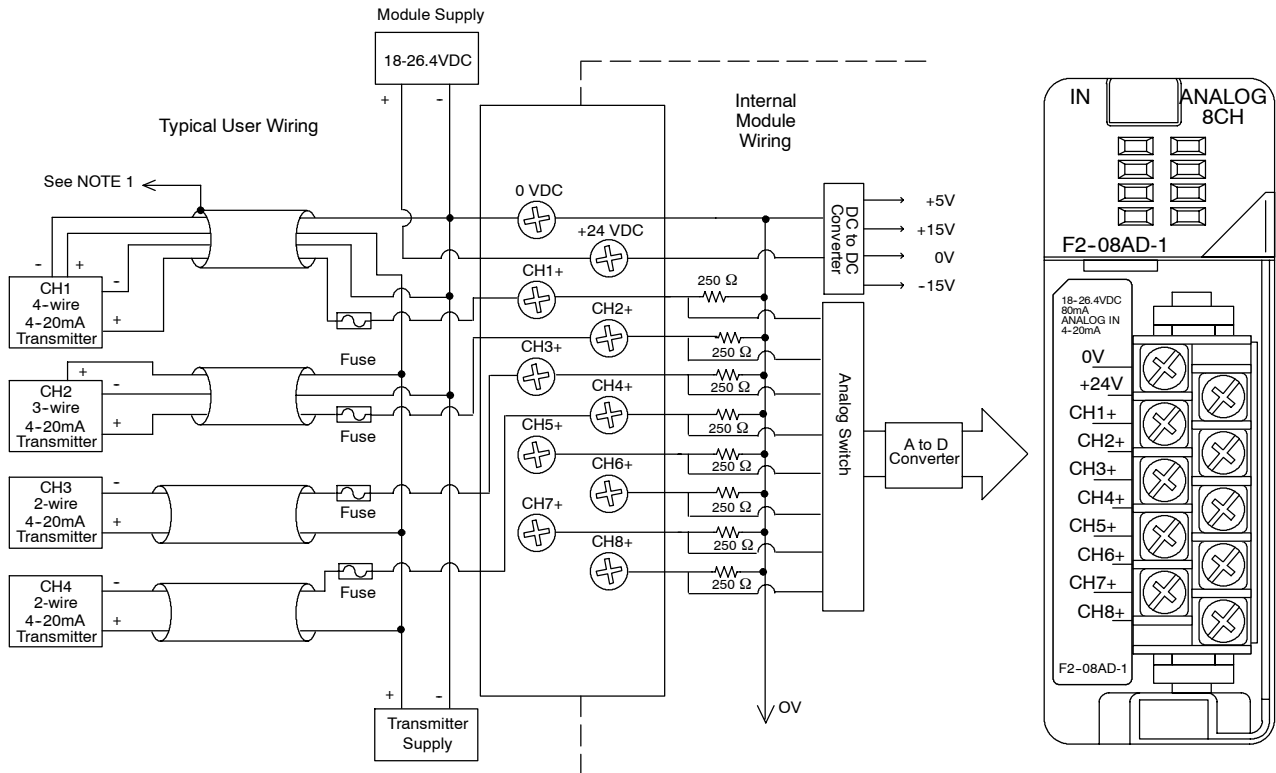 Module Supply
18-26.4VDC
+ -
Typical User Wiring
Internal
Module
Wiring
See NOTE 1
- +
CH1
4-wire
4-20mA
Transmitter
-
+
Fuse
+
CH2
3-wire
4-20mA
Transmitter
-
+
Fuse
CH3
2-wire
4-20mA
Transmitter
-
+
Fuse
CH4
2-wire
4-20mA
Transmitter
-
+
Fuse
+ -
Transmitter
Supply
0 VDC
+24 VDC
CH1+
CH2+
CH3+
CH4+
CH5+
CH6+
CH7+
CH8+
250 Ω
250 Ω
250 Ω
250 Ω
250 Ω
250 Ω
250 Ω
250 Ω
DC to DC
Converter
+5V
+15V
0V
-15V
Analog Switch
A to D
Converter
OV
IN
ANALOG
8CH
F2-08AD-1
18-26.4VDC
80mA
ANALOG IN
4-20mA
0V
+24V
CH1+
CH2+
CH3+
CH4+
CH5+
CH6+
CH7+
CH8+
F2-08AD-1